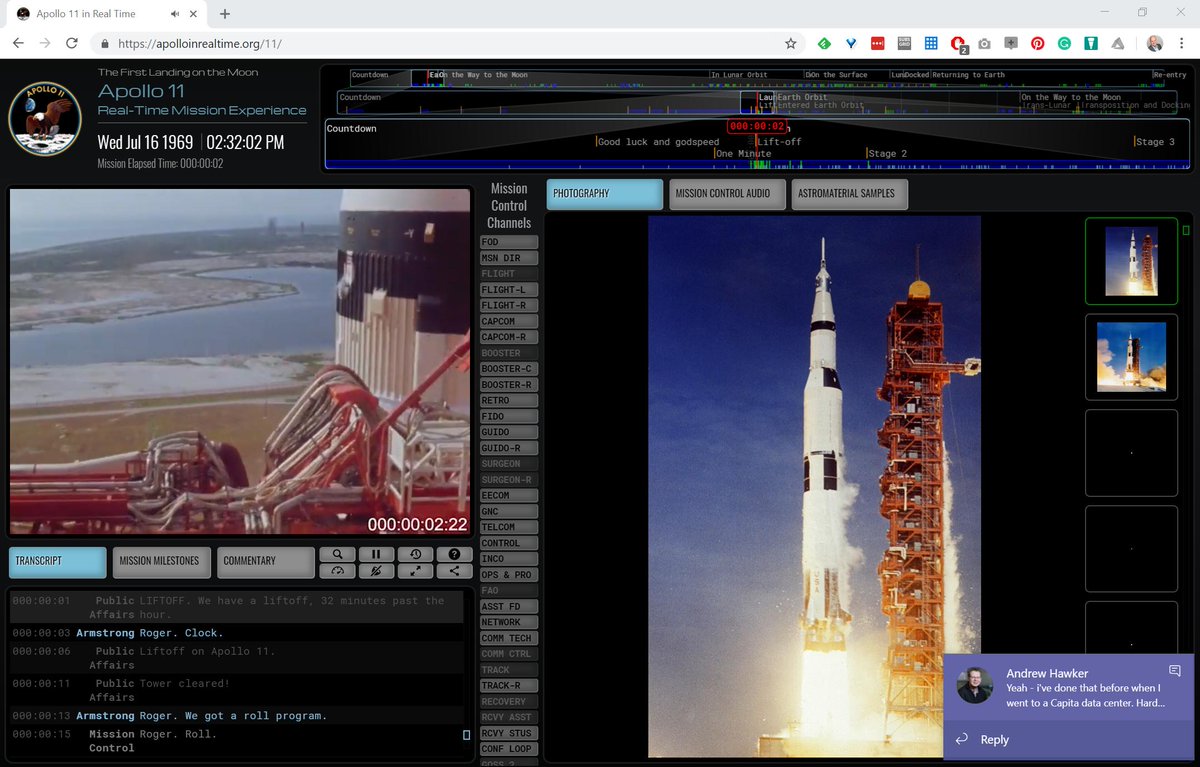 Apollo 11 in Real Time
https://apolloinrealtime.org/11/
2
APOLLO 11
The First Landing on the Moon
Apollo 11
Real-Time Mission Experience
Wed Jul 16 1969 | 02:32:02 PM
Mission Elapsed Time: 000:00:02
Countdown
On the Way to the Moon
In Lunar Orbit
On the Surface
Docked
Returning to Earth
Re-entry
Countdown
Earth Orbit
Entered Earth Orbit
On the Way to the Moon
Trans-Lunar
Transposition and Dockin
Countdown
000:00:02
Good luck and godspeed
Lift-off
Stage 3
One Minute
Stage 2
000:00:02:22
Mission
Control
Channels
FOD
MSN DIR
FLIGHT
FLIGHT-L
FLIGHT-R
CAPCOM
CAPCOM-R
BOOSTER
BOOSTER-C
BOOSTER-R
RETRO
FIDO
GUIDO
GUIDO-R
SURGEON
SURGEON-R
EECOM
GNC
TELCOM
CONTROL
INCO
OPS & PRO
FAO
ASST FD
NETWORK
COMM TECH
COMM CTRL
TRACK
TRACK-R
RECOVERY
RCVY ASST
RCVY STUS
CONF LOOP
GOSS 2
PHOTOGRAPHY
MISSION CONTROL AUDIO
ASTROMATERIAL SAMPLES
TRANSCRIPT
MISSION MILESTONES
COMMENTARY
000:00:01 Public Affairs LIFTOFF. We have a liftoff, 32 minutes past the
hour.
000:00:03 Armstrong Roger. Clock.
000:00:06 Public Affairs Liftoff on Apollo 11.
000:00:11 Public Affairs Tower cleared!
000:00:13 Armstrong Roger. We got a roll program.
000:00:15 Mission Control Roger. Roll.
Andrew Hawker
Yeah - i've done that before when I
went to a Capita data center. Hard...
Reply